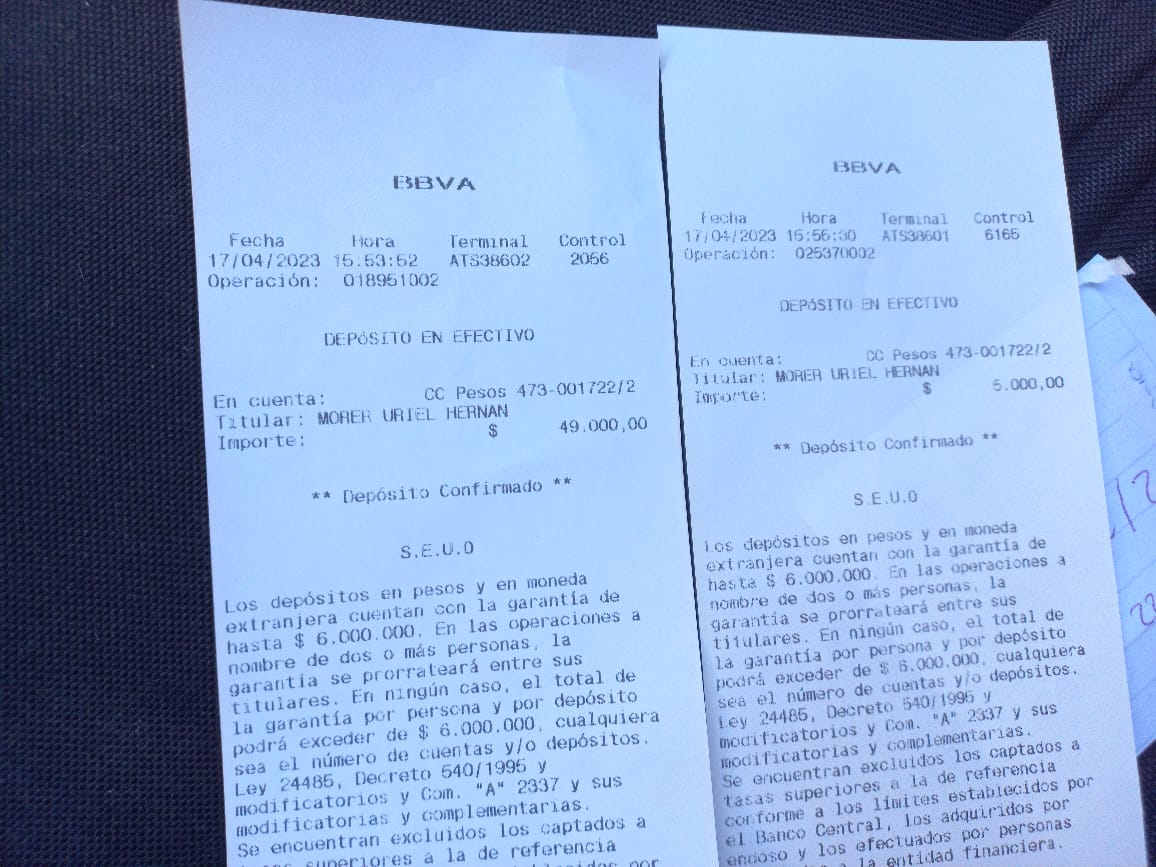 BBVA
Fecha Hora Terminal Control
17/04/2023 15:53:52 ATS38602 2056
Operación: 018951002
DEPóSITO EN EFECTIVO
En cuenta: CC Pesos 473-001722/2
Titular: MORER URIEL HERNAN
Importe: $ 49.000,00
** Depósito Confirmado **
S.E.U.O
Los depósitos en pesos y en moneda
extranjera cuentan con la garantía de
hasta $ 6.000.000. En las operaciones a
nombre de dos o más personas, la
garantía se prorrateará entre sus
titulares. En ningún caso, el total de
la garantía por persona y por depósito
podrá exceder de $ 6.000.000, cualquiera
sea el número de cuentas y/o depósitos.
Ley 24485, Decreto 540/1995 y
modificatorios y Com. "A" 2337 y sus
modificatorias y complementarias.
Se encuentran excluidos los captados a
superiores a la de referencia
por
BBVA
Fecha Hora Terminal Control
17/04/2023 15:56:30 ATS38601 6165
Operación: 025370002
DEPóSITO EN EFECTIVO
En cuenta: CC Pesos 473-001722/2
Titular: MORER URIEL HERNAN
Importe: $ 5.000,00
** Depósito Confirmado **
S.E.U.O
Los depósitos en pesos y en moneda
extranjera cuentan con la garantía de
hasta $ 6.000.000. En las operaciones a
nombre de dos o más personas, la
garantía se prorrateará entre sus
titulares. En ningún caso, el total de
la garantía por persona y por depósito
podrá exceder de $ 6.000.000, cualquiera
sea el número de cuentas y/o depósitos.
Ley 24485, Decreto 540/1995 y
modificatorios y Com. "A" 2337 y sus
modificatorias y complementarias.
Se encuentran excluidos los captados a
tasas superiores a la de referencia
conforme a los límites establecidos por
el Banco Central, los adquiridos por
endoso y los efectuados por personas
a la entidad financiera.